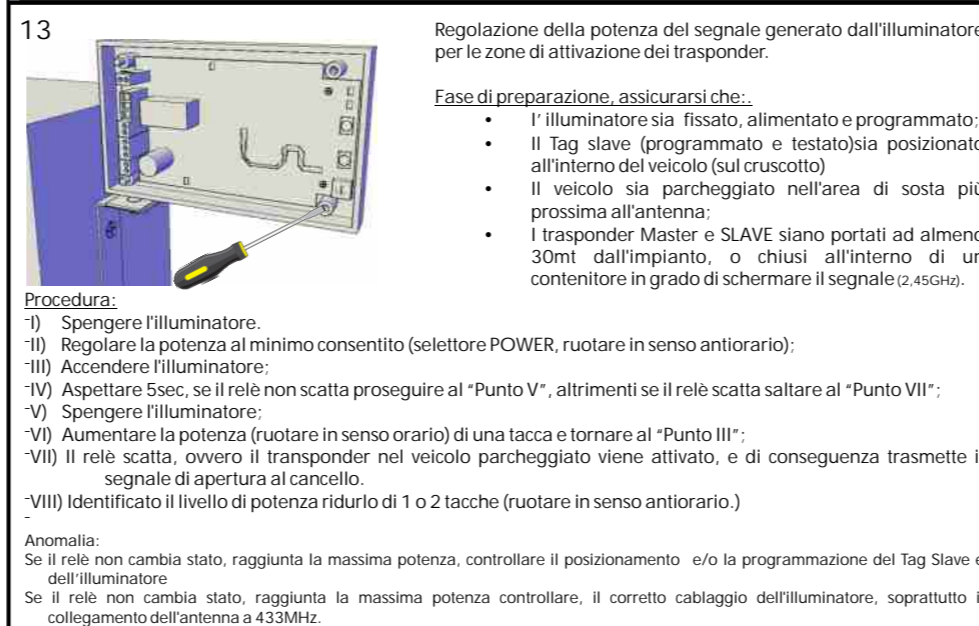 13
Regolazione della potenza del segnale generato dall'illuminatore
per le zone di attivazione dei trasponder.
Fase di preparazione, assicurarsi che:.
• l' illuminatore sia fissato, alimentato e programmato;
• Il Tag slave (programmato e testato)sia posizionato
all'interno del veicolo (sul cruscotto)
• Il veicolo sia parcheggiato nell'area di sosta più
prossima all'antenna;
• I trasponder Master e SLAVE siano portati ad almeno
30mt dall'impianto, o chiusi all'interno di un
contenitore in grado di schermare il segnale (2,45GHz).
Procedura:
-I) Spengere l'illuminatore.
-II) Regolare la potenza al minimo consentito (selettore POWER, ruotare in senso antiorario);
-III) Accendere l'illuminatore;
-IV) Aspettare 5sec, se il relè non scatta proseguire al "Punto V", altrimenti se il relè scatta saltare al "Punto VII";
-V) Spengere l'illuminatore;
-VI) Aumentare la potenza (ruotare in senso orario) di una tacca e tornare al "Punto III";
-VII) Il relè scatta, ovvero il transponder nel veicolo parcheggiato viene attivato, e di conseguenza trasmette i
segnale di apertura al cancello.
-VIII) Identificato il livello di potenza ridurlo di 1 o 2 tacche (ruotare in senso antiorario.)
-
Anomalia:
Se il relè non cambia stato, raggiunta la massima potenza, controllare il posizionamento e/o la programmazione del Tag Slave e
dell'illuminatore
Se il relè non cambia stato, raggiunta la massima potenza controllare, il corretto cablaggio dell'illuminatore, soprattutto i
collegamento dell'antenna a 433MHz.